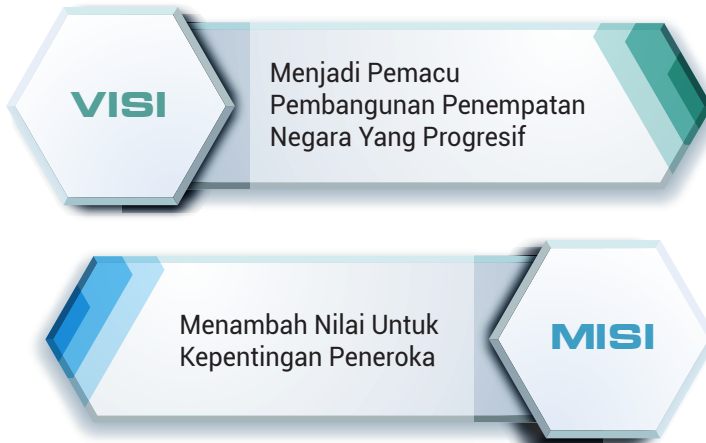 VISI
Menjadi Pemacu
Pembangunan Penempatan
Negara Yang Progresif
Menambah Nilai Untuk
Kepentingan Peneroka
MISI